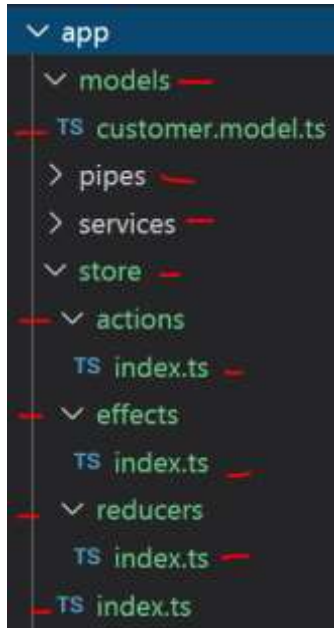 app
models
TS customer.model.ts
pipes
services
store
actions
TS index.ts
effects
TS index.ts
reducers
TS index.ts
TS index.ts